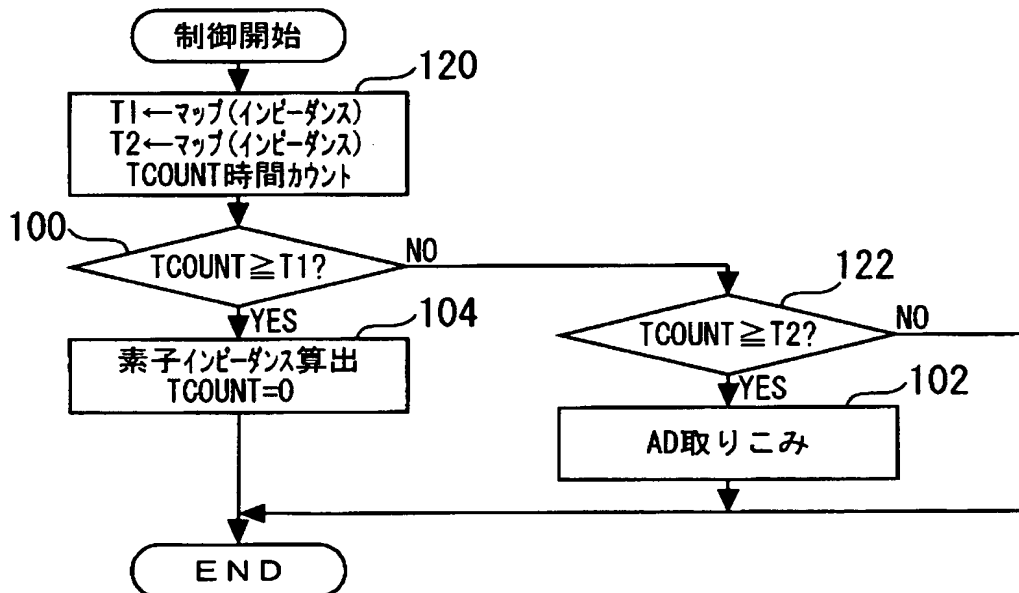 制御開始
120
T1←マップ(インピーダンス)
T2←マップ(インピーダンス)
TCOUNT時間カウント
100
TCOUNT≧T1?
NO
YES
104
素子インピーダンス算出
TCOUNT=0
122
TCOUNT≧T2?
NO
YES
102
AD取りこみ
END